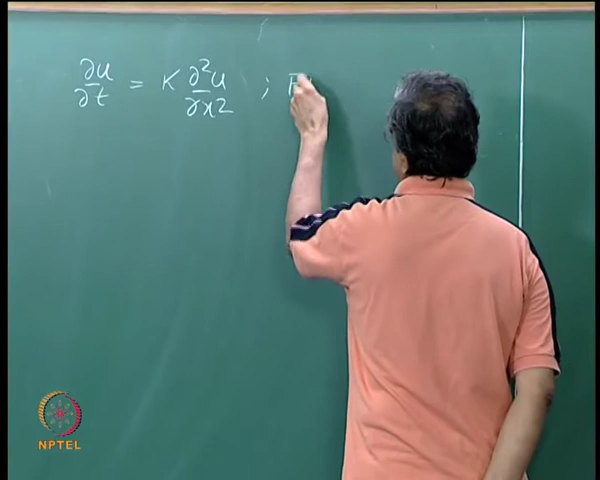 ∂u/∂t = K ∂²u/∂x² ;
NPTEL